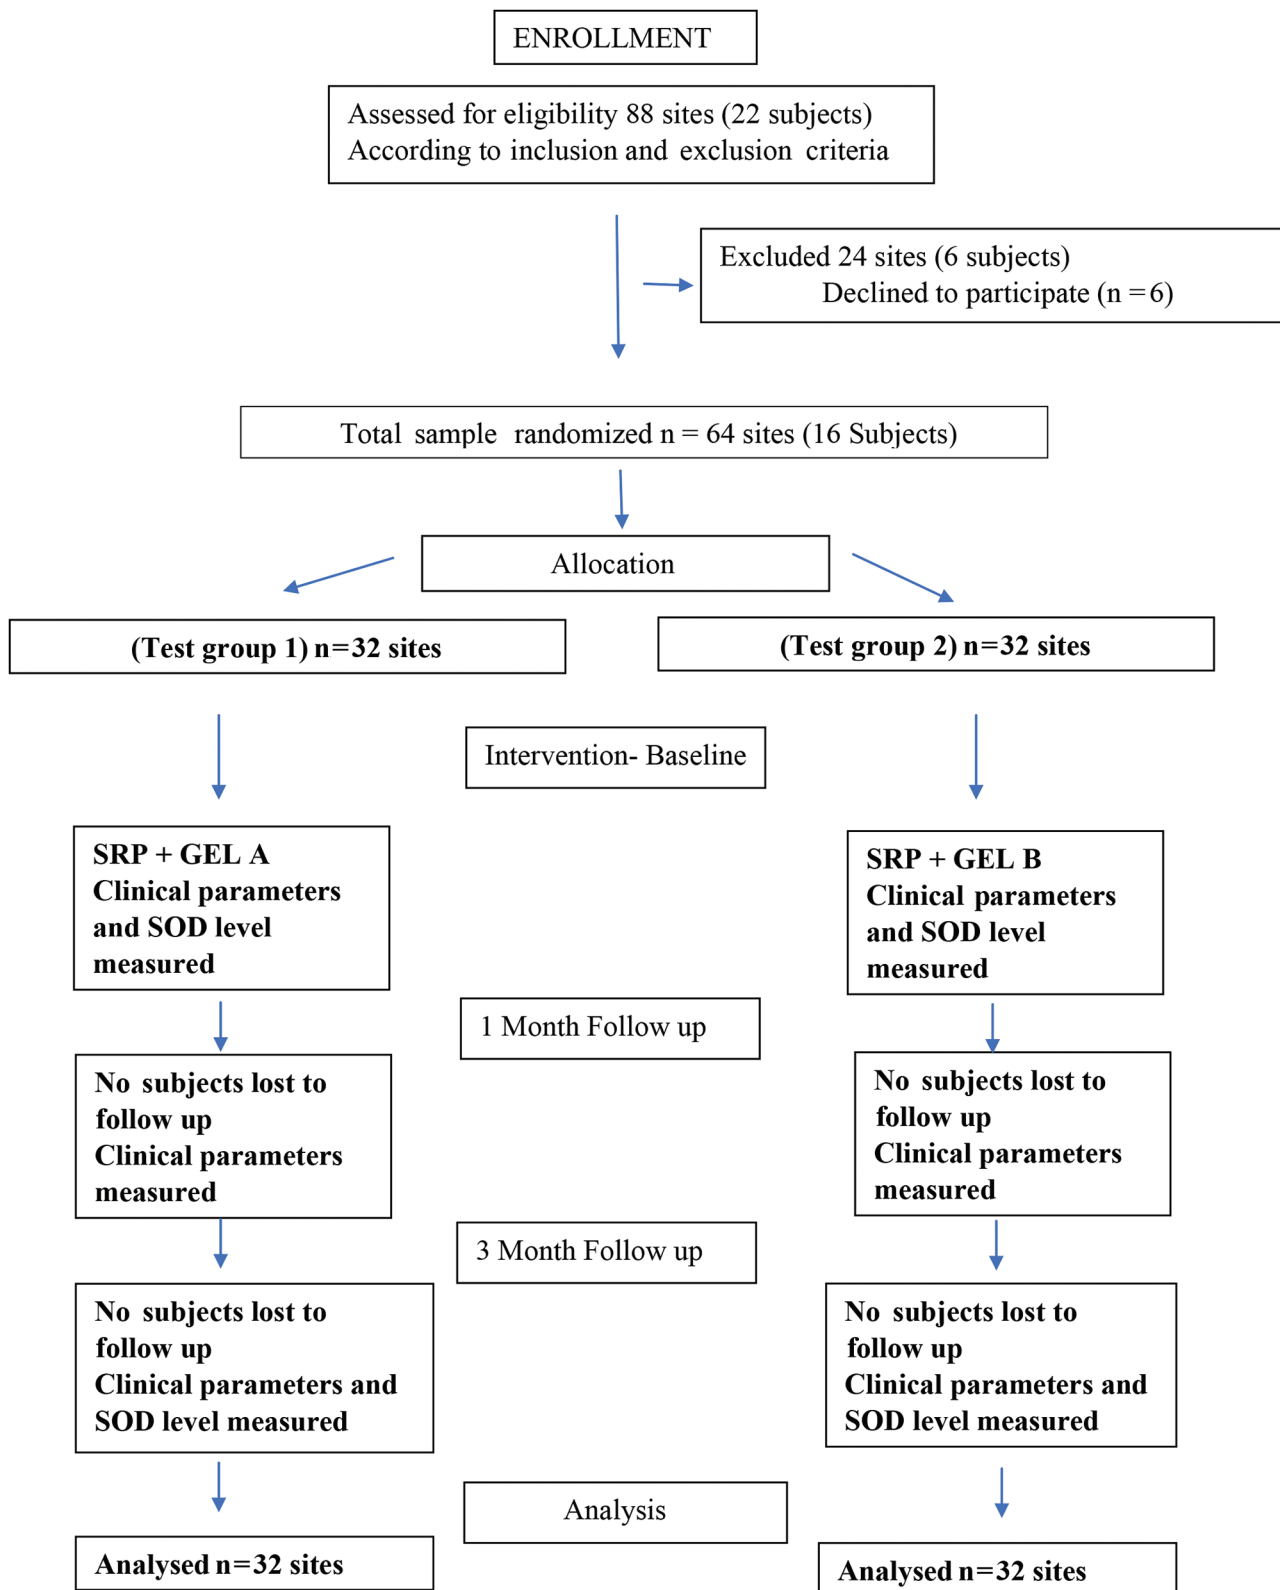 ENROLLMENT
Assessed for eligibility 88 sites (22 subjects)
According to inclusion and exclusion criteria
Excluded 24 sites (6 subjects)
Declined to participate (n = 6)
Total sample randomized n = 64 sites (16 Subjects)
Allocation
(Test group 1) n=32 sites
(Test group 2) n=32 sites
Intervention- Baseline
SRP + GEL A
Clinical parameters
and SOD level
measured
SRP + GEL B
Clinical parameters
and SOD level
measured
1 Month Follow up
No subjects lost to
follow up
Clinical parameters
measured
No subjects lost to
follow up
Clinical parameters
measured
3 Month Follow up
No subjects lost to
follow up
Clinical parameters and
SOD level measured
No subjects lost to
follow up
Clinical parameters and
SOD level measured
Analysis
Analysed n=32 sites
Analysed n=32 sites